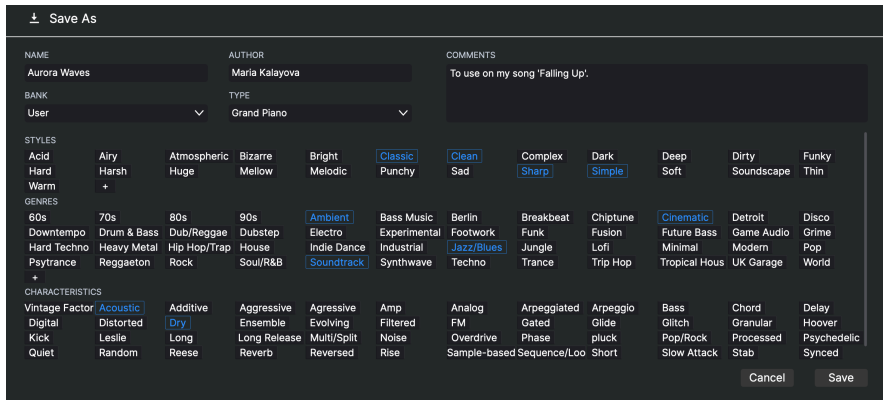 Save As
NAME AUTHOR COMMENTS
Aurora Waves Maria Kalayova To use on my song 'Falling Up'.
BANK TYPE
User Grand Piano
STYLES
Acid Airy Atmospheric Bizarre Bright Classic Clean Complex Dark Deep Dirty Funky
Hard Harsh Huge Mellow Melodic Punchy Sad Sharp Simple Soft Soundscape Thin
Warm +
GENRES
60s 70s 80s 90s Ambient Bass Music Berlin Breakbeat Chiptune Cinematic Detroit Disco
Downtempo Drum & Bass Dub/Reggae Dubstep Electro Experimental Footwork Funk Fusion Future Bass Game Audio Grime
Hard Techno Heavy Metal Hip Hop/Trap House Indie Dance Industrial Jazz/Blues Jungle Lofi Minimal Modern Pop
Psytrance Reggaeton Rock Soul/R&B Soundtrack Synthwave Techno Trance Trip Hop Tropical Hous UK Garage World
+
CHARACTERISTICS
Vintage Factor Acoustic Additive Aggressive Agressive Amp Analog Arpeggiated Arpeggio Bass Chord Delay
Digital Distorted Dry Ensemble Evolving Filtered FM Gated Glide Glitch Granular Hoover
Kick Leslie Long Long Release Multi/Split Noise Overdrive Phase pluck Pop/Rock Processed Psychedelic
Quiet Random Reese Reverb Reversed Rise Sample-based Sequence/Loo Short Slow Attack Stab Synced
Cancel Save